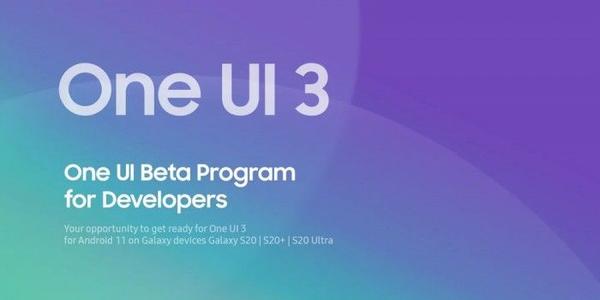 One UI 3
One UI Beta Program
for Developers
Your opportunity to get ready for One UI 3
for Android 11 on Galaxy devices Galaxy S20 | S20+ | S20 Ultra